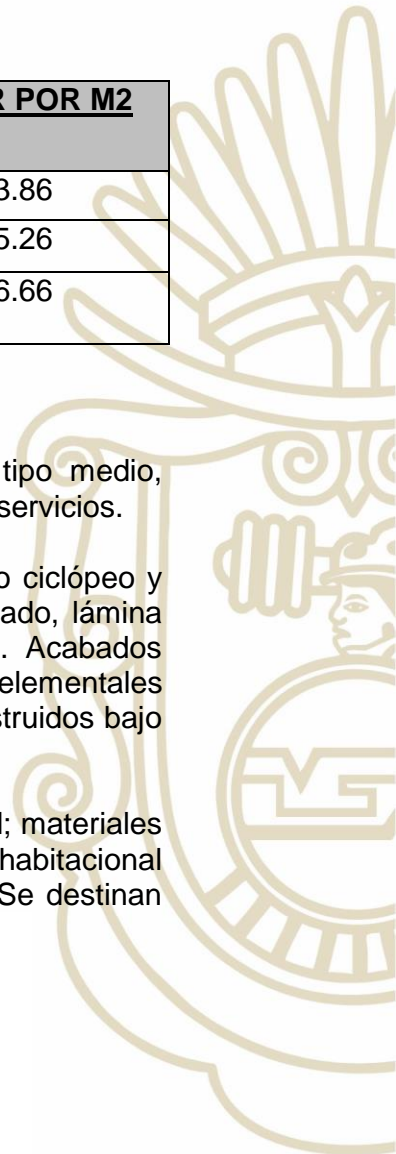 R POR M2
3.86
5.26
6.66
tipo medio,
servicios.
o ciclópeo y
ado, lámina
. Acabados
elementales
struidos bajo
l; materiales
habitacional
Se destinan